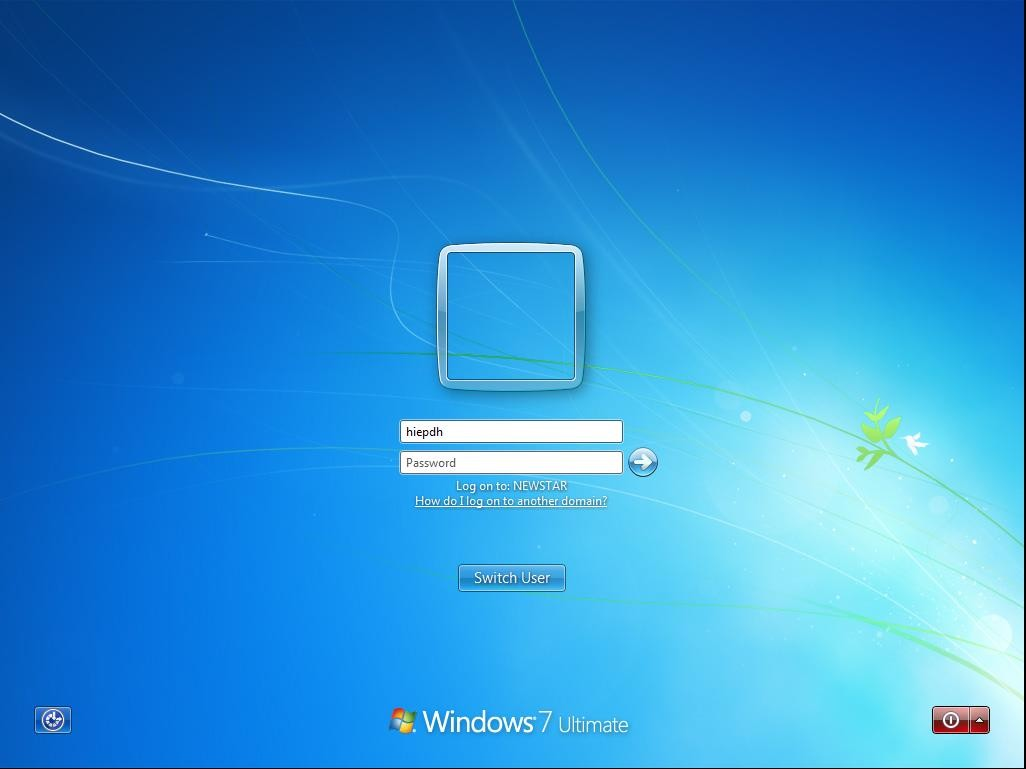 hiepdh
Password
Log on to: NEWSTAR
How do I log on to another domain?
Switch User
Windows 7 Ultimate